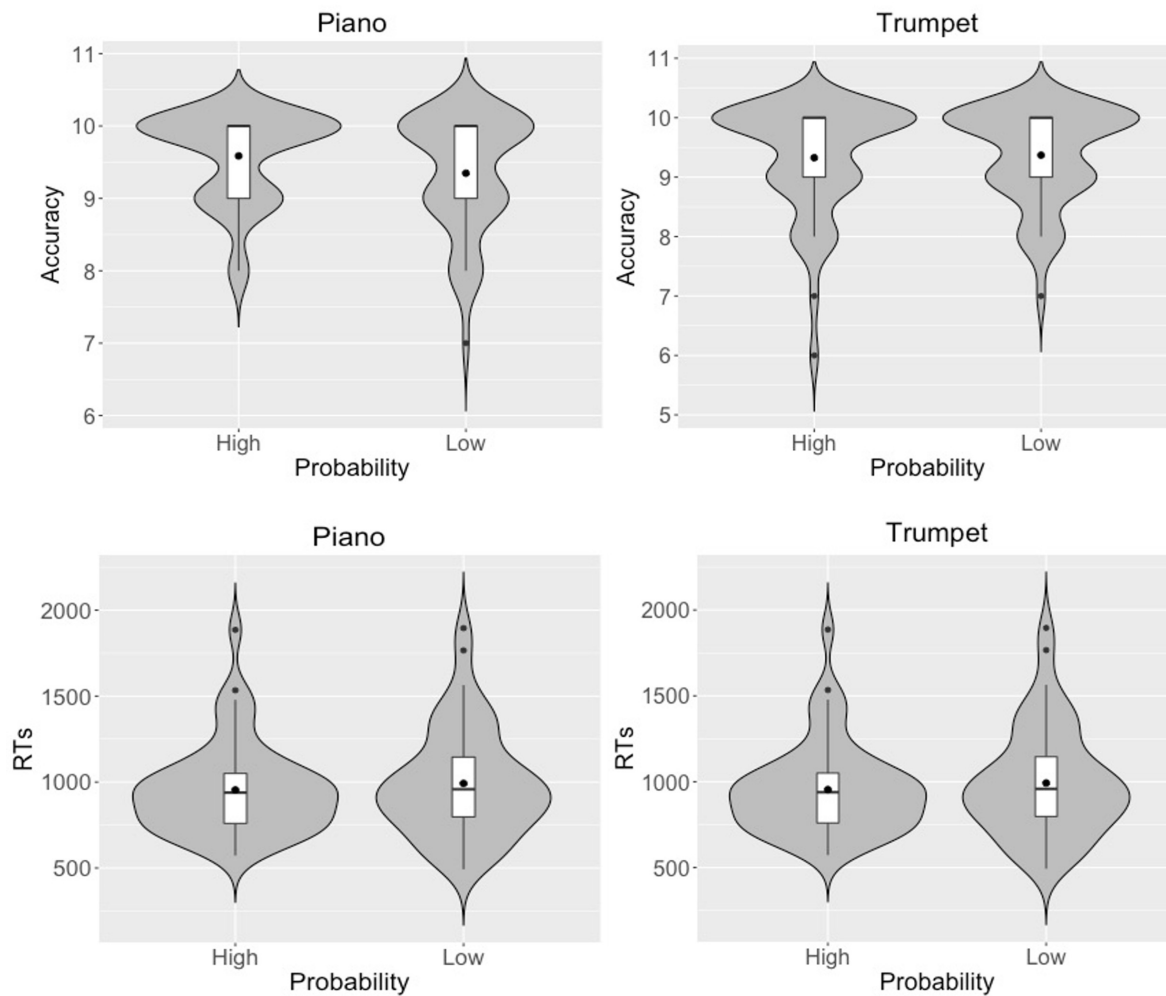 Piano
Trumpet
11
10
9
8
7
6
Accuracy
High
Low
Probability
11
10
9
8
7
6
5
Accuracy
High
Low
Probability
Piano
Trumpet
2000
1500
1000
500
RTs
High
Low
Probability
2000
1500
1000
500
RTs
High
Low
Probability